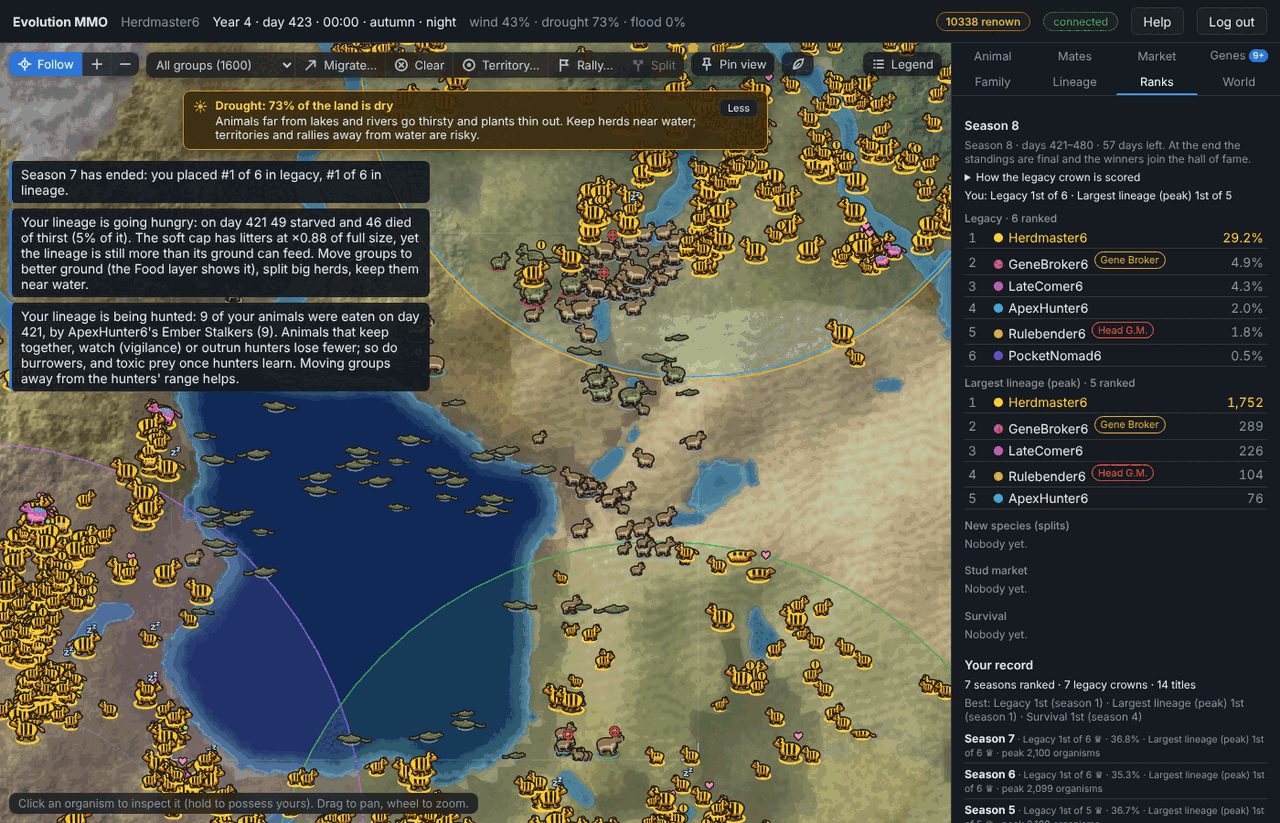 Evolution MMO Herdmaster6 Year 4 · day 423 · 00:00 · autumn · night wind 43% · drought 73% · flood 0% 10338 renown connected Help Log out
Follow + − All groups (1600) Migrate... Clear Territory... Rally... Split Pin view Legend
Drought: 73% of the land is dry
Animals far from lakes and rivers go thirsty and plants thin out. Keep herds near water;
territories and rallies away from water are risky.
Less
Season 7 has ended: you placed #1 of 6 in legacy, #1 of 6 in
lineage.
Your lineage is going hungry: on day 421 49 starved and 46 died
of thirst (5% of it). The soft cap has litters at ×0.88 of full size, yet
the lineage is still more than its ground can feed. Move groups to
better ground (the Food layer shows it), split big herds, keep them
near water.
Your lineage is being hunted: 9 of your animals were eaten on day
421, by ApexHunter6's Ember Stalkers (9). Animals that keep
together, watch (vigilance) or outrun hunters lose fewer; so do
burrowers, and toxic prey once hunters learn. Moving groups
away from the hunters' range helps.
Click an organism to inspect it (hold to possess yours). Drag to pan, wheel to zoom.
Animal Mates Market Genes 9+
Family Lineage Ranks World
Season 8
Season 8 · days 421–480 · 57 days left. At the end the
standings are final and the winners join the hall of fame.
▶ How the legacy crown is scored
You: Legacy 1st of 6 · Largest lineage (peak) 1st of 5
Legacy · 6 ranked
1 Herdmaster6 29.2%
2 GeneBroker6 Gene Broker 4.9%
3 LateComer6 4.3%
4 ApexHunter6 2.0%
5 Rulebender6 Head G.M. 1.8%
6 PocketNomad6 0.5%
Largest lineage (peak) · 5 ranked
1 Herdmaster6 1,752
2 GeneBroker6 Gene Broker 289
3 LateComer6 226
4 Rulebender6 Head G.M. 104
5 ApexHunter6 76
New species (splits)
Nobody yet.
Stud market
Nobody yet.
Survival
Nobody yet.
Your record
7 seasons ranked · 7 legacy crowns · 14 titles
Best: Legacy 1st (season 1) · Largest lineage (peak) 1st
(season 1) · Survival 1st (season 4)
Season 7 · Legacy 1st of 6 ♛ · 36.8% · Largest lineage (peak) 1st
of 6 ♛ · peak 2,100 organisms
Season 6 · Legacy 1st of 6 ♛ · 35.3% · Largest lineage (peak) 1st
of 6 ♛ · peak 2,099 organisms
Season 5 · Legacy 1st of 5 ♛ · 36.7% · Largest lineage (peak) 1st